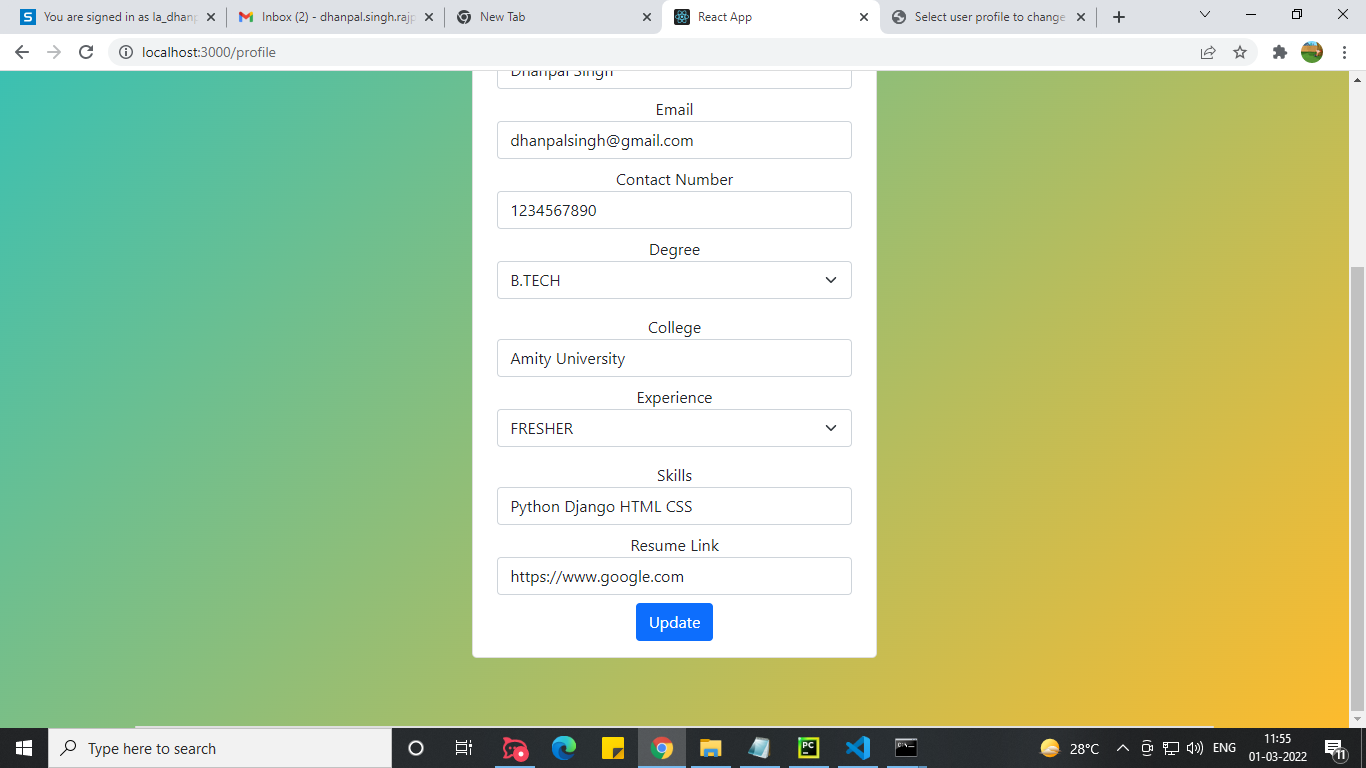 You are signed in as la_dhanp
Inbox (2) - dhanpal.singh.rajp
New Tab
React App
Select user profile to change
localhost:3000/profile
Dhanpal Singh
Email
dhanpalsingh@gmail.com
Contact Number
1234567890
Degree
B.TECH
College
Amity University
Experience
FRESHER
Skills
Python Django HTML CSS
Resume Link
https://www.google.com
Update
Type here to search
28°C
ENG
11:55
01-03-2022
11